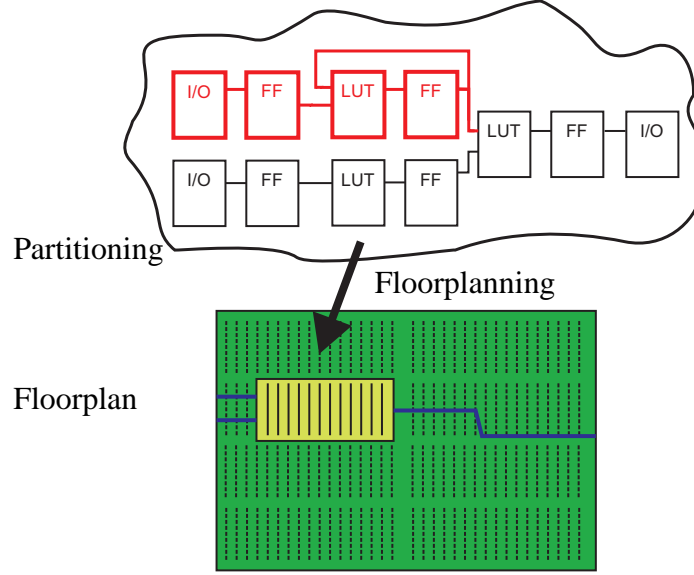 I/O FF LUT FF
LUT FF I/O
I/O FF LUT FF
Partitioning
Floorplanning
Floorplan